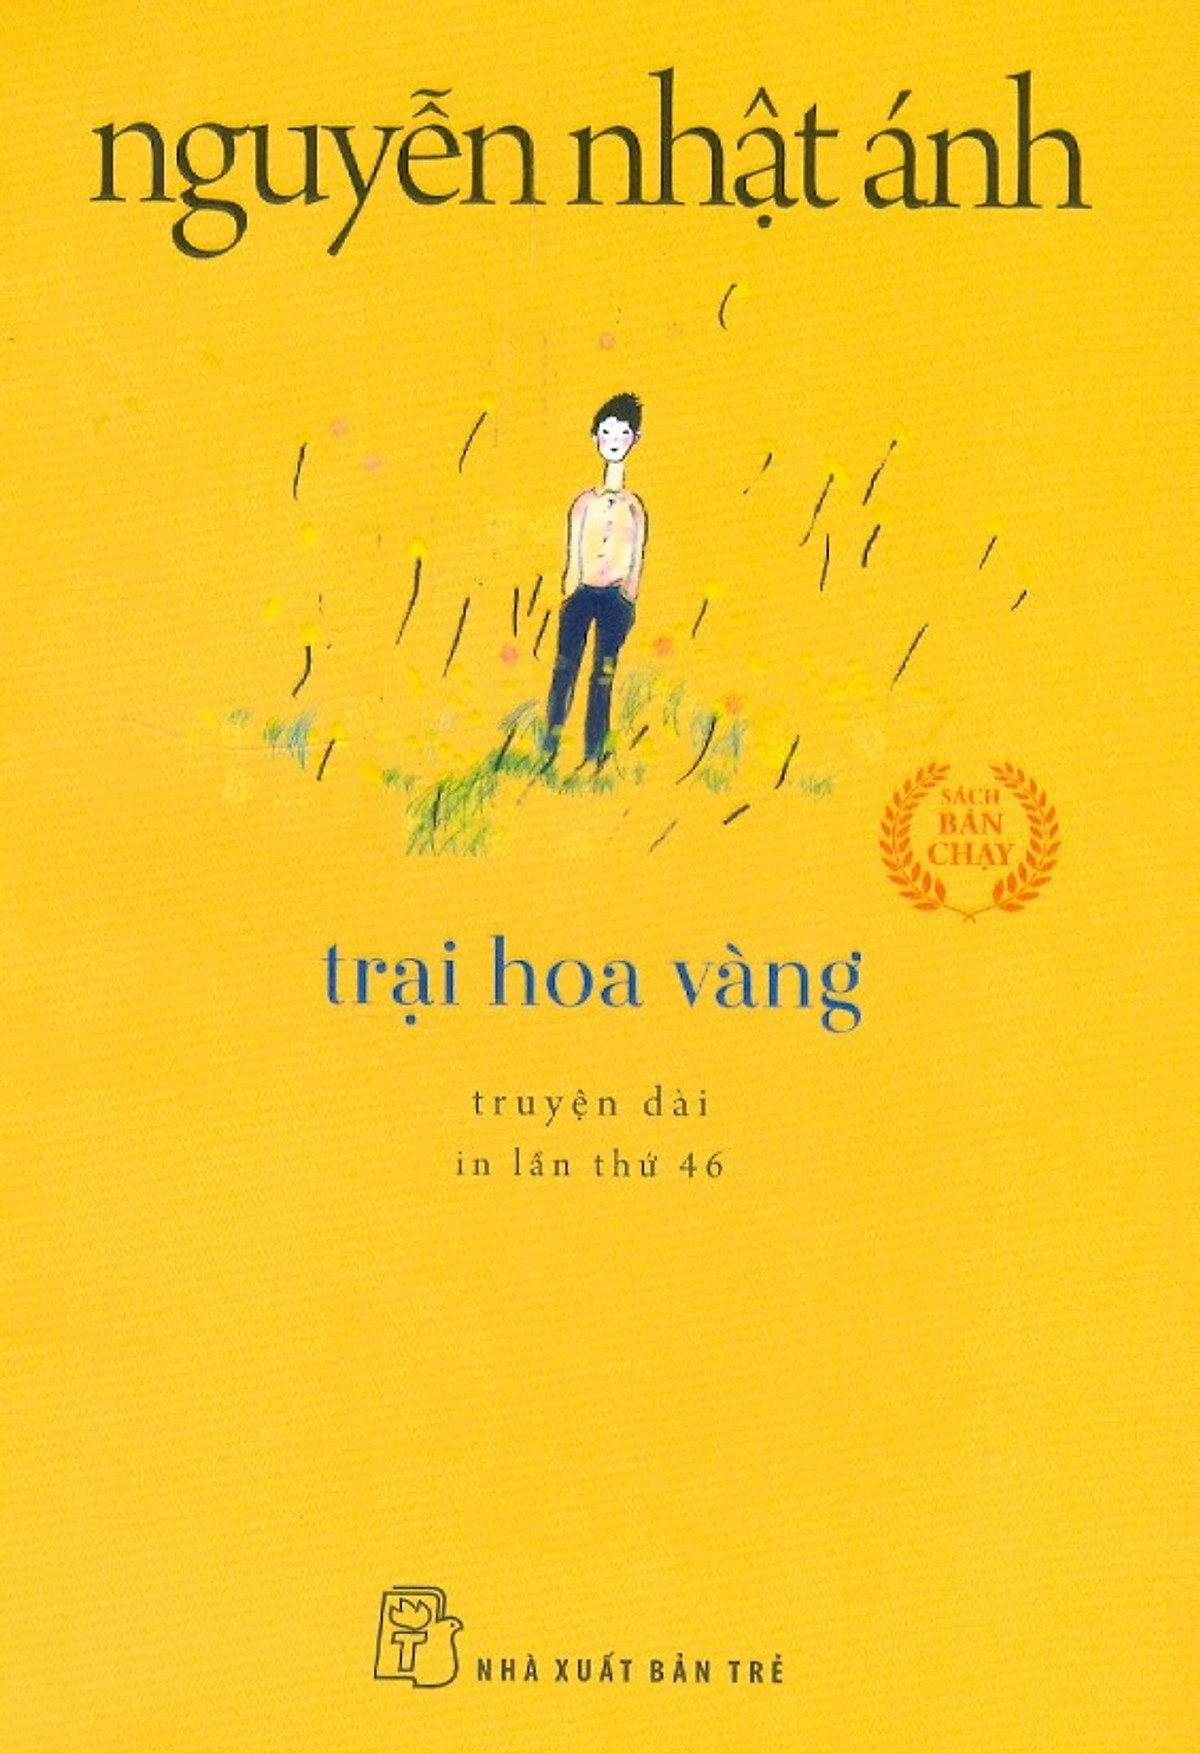 nguyễn nhật ánh
SÁCH
BÁN
CHẠY
trại hoa vàng
truyện dài
in lần thứ 46
T
NHÀ XUẤT BẢN TRẺ